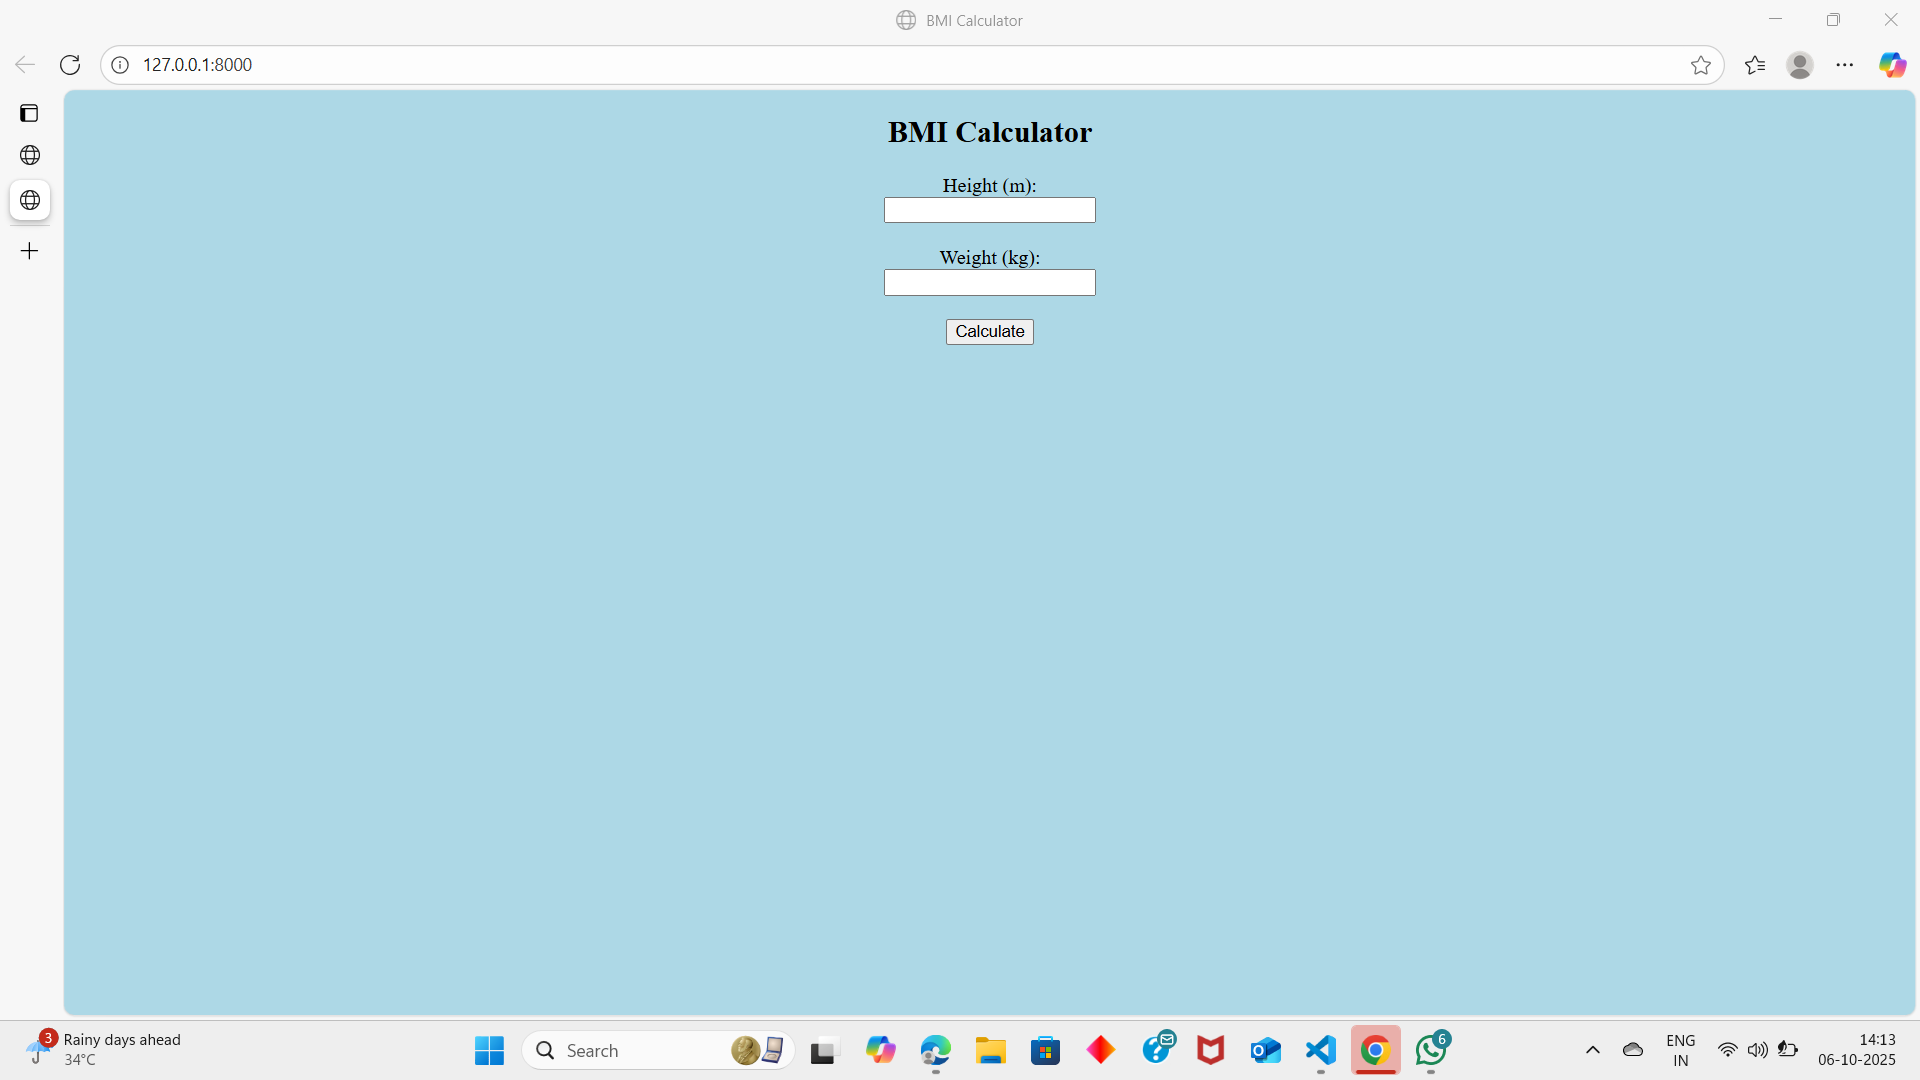 BMI Calculator
127.0.0.1:8000
BMI Calculator
Height (m):
Weight (kg):
Calculate
3
Rainy days ahead
34°C
Search
6
ENG
IN
14:13
06-10-2025